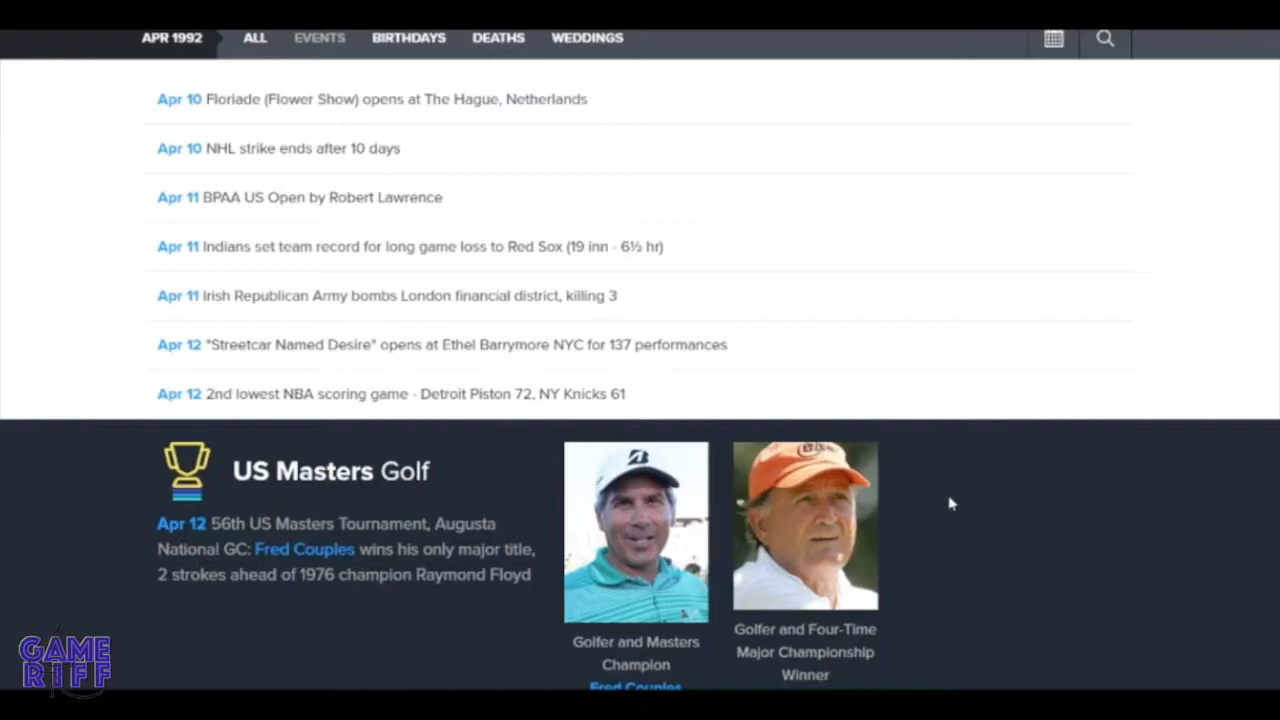 APR 1992 ALL EVENTS BIRTHDAYS DEATHS WEDDINGS
Apr 10 Floriade (Flower Show) opens at The Hague, Netherlands
Apr 10 NHL strike ends after 10 days
Apr 11 BPAA US Open by Robert Lawrence
Apr 11 Indians set team record for long game loss to Red Sox (19 inn - 6½ hr)
Apr 11 Irish Republican Army bombs London financial district, killing 3
Apr 12 "Streetcar Named Desire" opens at Ethel Barrymore NYC for 137 performances
Apr 12 2nd lowest NBA scoring game - Detroit Piston 72, NY Knicks 61
US Masters Golf
Apr 12 56th US Masters Tournament, Augusta
National GC: Fred Couples wins his only major title,
2 strokes ahead of 1976 champion Raymond Floyd
B
Golfer and Masters
Champion
Fred Couples
Golfer and Four-Time
Major Championship
Winner
GAME
RIFF